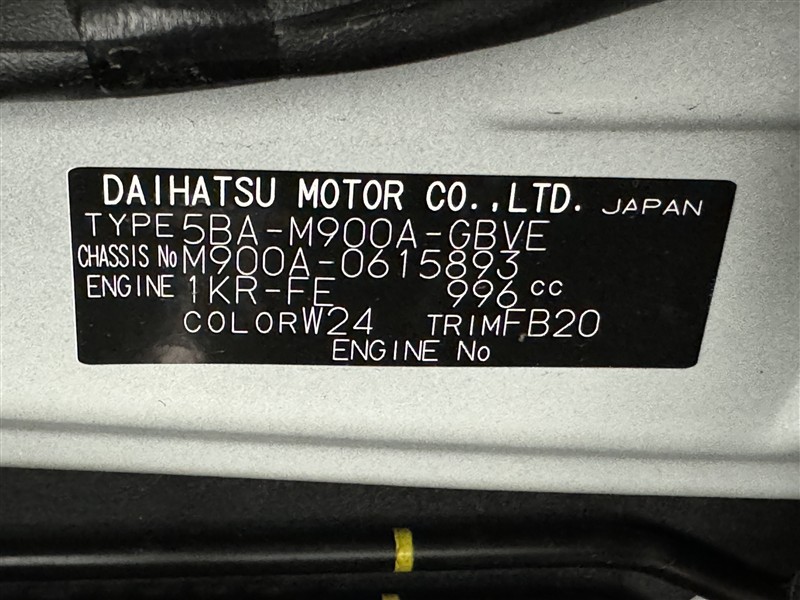 DAIHATSU MOTOR CO.,LTD. JAPAN
TYPE 5BA-M900A-GBVE
CHASSIS No M900A-0615893
ENGINE 1KR-FE 996 cc
COLOR W24 TRIM FB20
ENGINE No